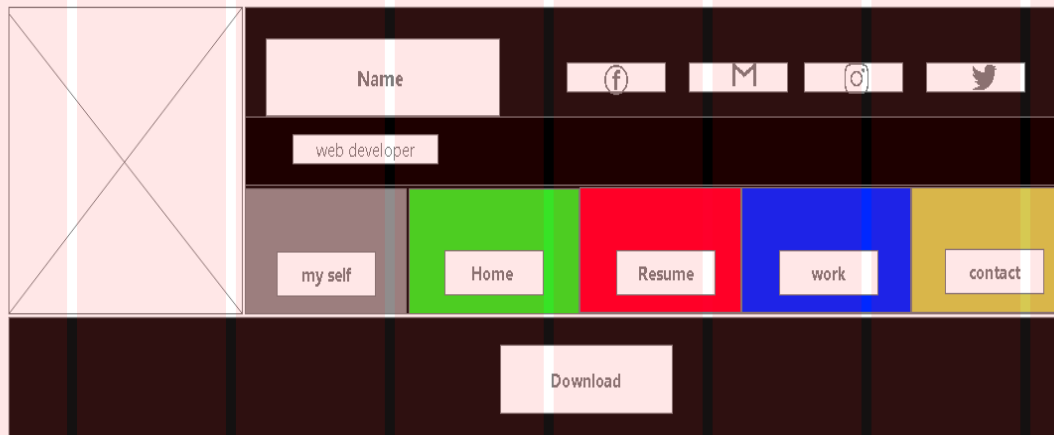 Name
web developer
my self
Home
Resume
work
contact
Download